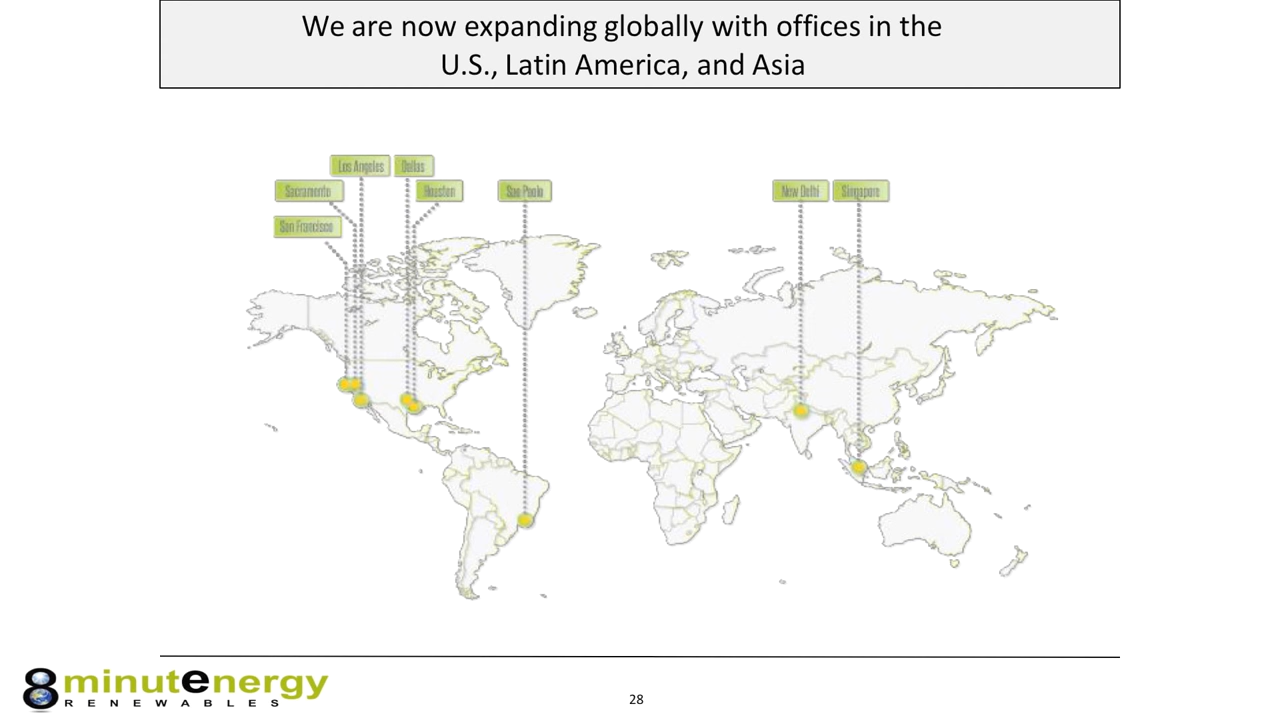 We are now expanding globally with offices in the
U.S., Latin America, and Asia
Los Angeles
Dallas
Sacramento
Houston
Sao Paolo
New Delhi
Singapore
San Francisco
8minutenergy
RENEWABLES
28